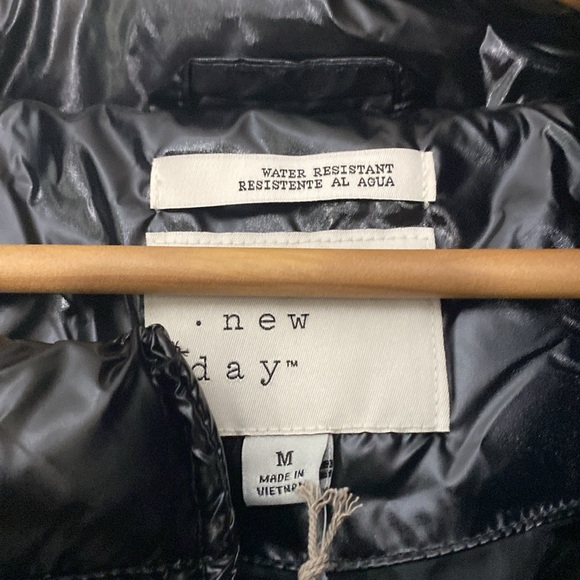 WATER RESISTANT
RESISTENTE AL AGUA
new
day™
M
MADE IN
VIETNAM